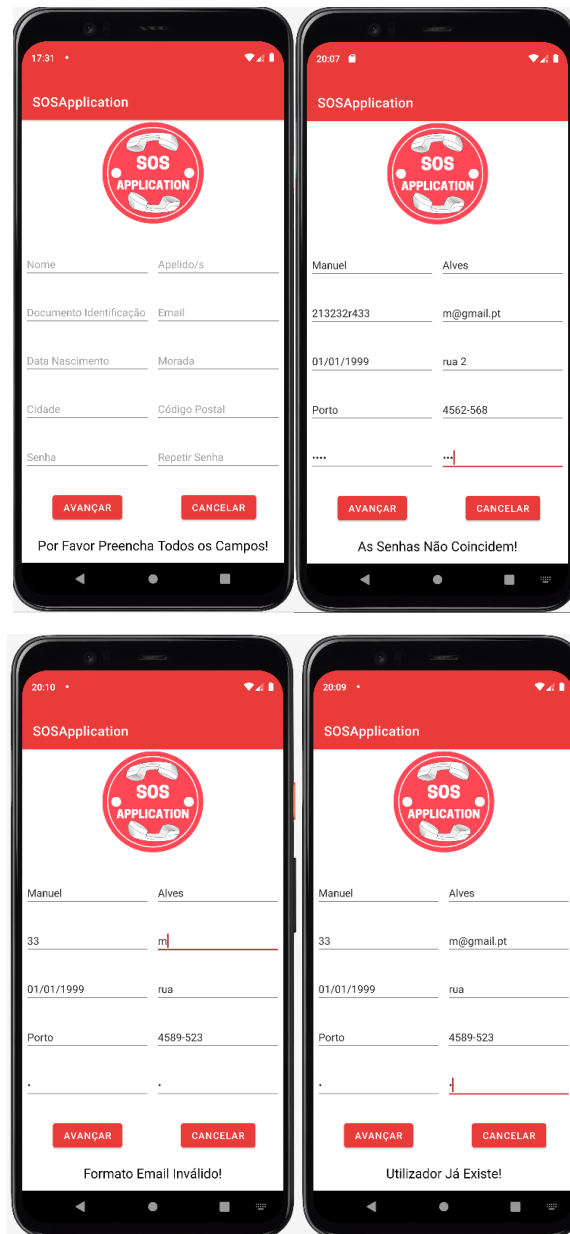 17:31
SOSApplication
SOS
APPLICATION
Nome Apelido/s
Documento Identificação Email
Data Nascimento Morada
Cidade Código Postal
Senha Repetir Senha
AVANÇAR CANCELAR
Por Favor Preencha Todos os Campos!
20:07
SOSApplication
SOS
APPLICATION
Manuel Alves
213232r433 m@gmail.pt
01/01/1999 rua 2
Porto 4562-568
•••• •••
AVANÇAR CANCELAR
As Senhas Não Coincidem!
20:10
SOSApplication
SOS
APPLICATION
Manuel Alves
33 m
01/01/1999 rua
Porto 4589-523
• •
AVANÇAR CANCELAR
Formato Email Inválido!
20:09
SOSApplication
SOS
APPLICATION
Manuel Alves
33 m@gmail.pt
01/01/1999 rua
Porto 4589-523
• •
AVANÇAR CANCELAR
Utilizador Já Existe!